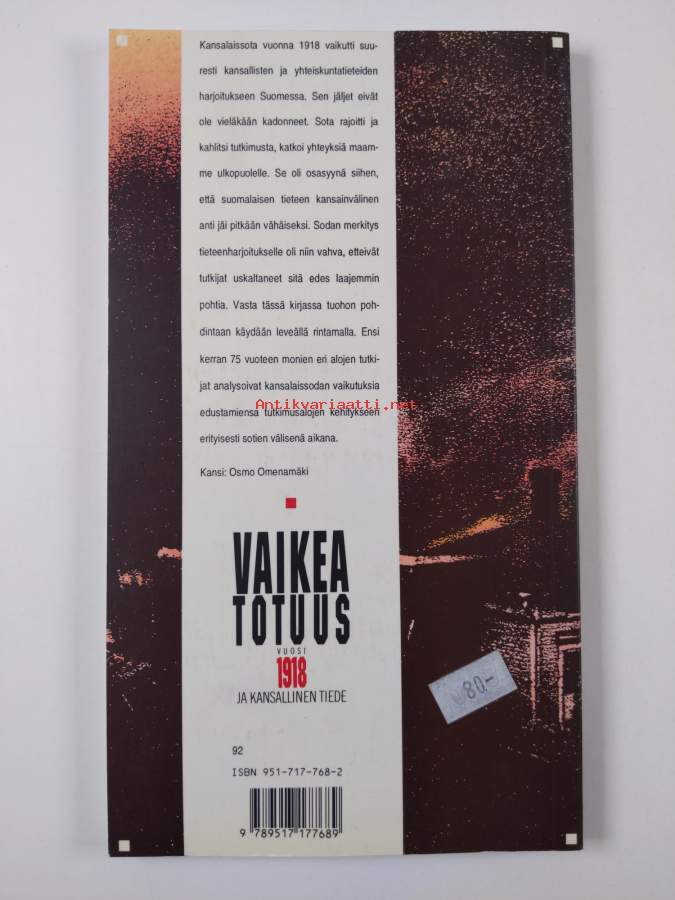 Kansalaissota vuonna 1918 vaikutti suu-
resti kansallisten ja yhteiskuntatieteiden
harjoitukseen Suomessa. Sen jäljet eivät
ole vieläkään kadonneet. Sota rajoitti ja
kahlitsi tutkimusta, katkoi yhteyksiä maam-
me ulkopuolelle. Se oli osasyynä siihen,
että suomalaisen tieteen kansainvälinen
anti jäi pitkään vähäiseksi. Sodan merkitys
tieteenharjoitukselle oli niin vahva, etteivät
tutkijat uskaltaneet sitä edes laajemmin
pohtia. Vasta tässä kirjassa tuohon poh-
dintaan käydään leveällä rintamalla. Ensi
kerran 75 vuoteen monien eri alojen tutki-
jat analysoivat kansalaissodan vaikutuksia
Antikvariaatti.net
edustamiensa tutkimusalojen kehitykseen
erityisesti sotien välisenä aikana.
Kansi: Osmo Omenamäki
VAIKEA
TOTUUS
VUOSI
1918
JA KANSALLINEN TIEDE
80.-
92
ISBN 951-717-768-2
9 789517 177689